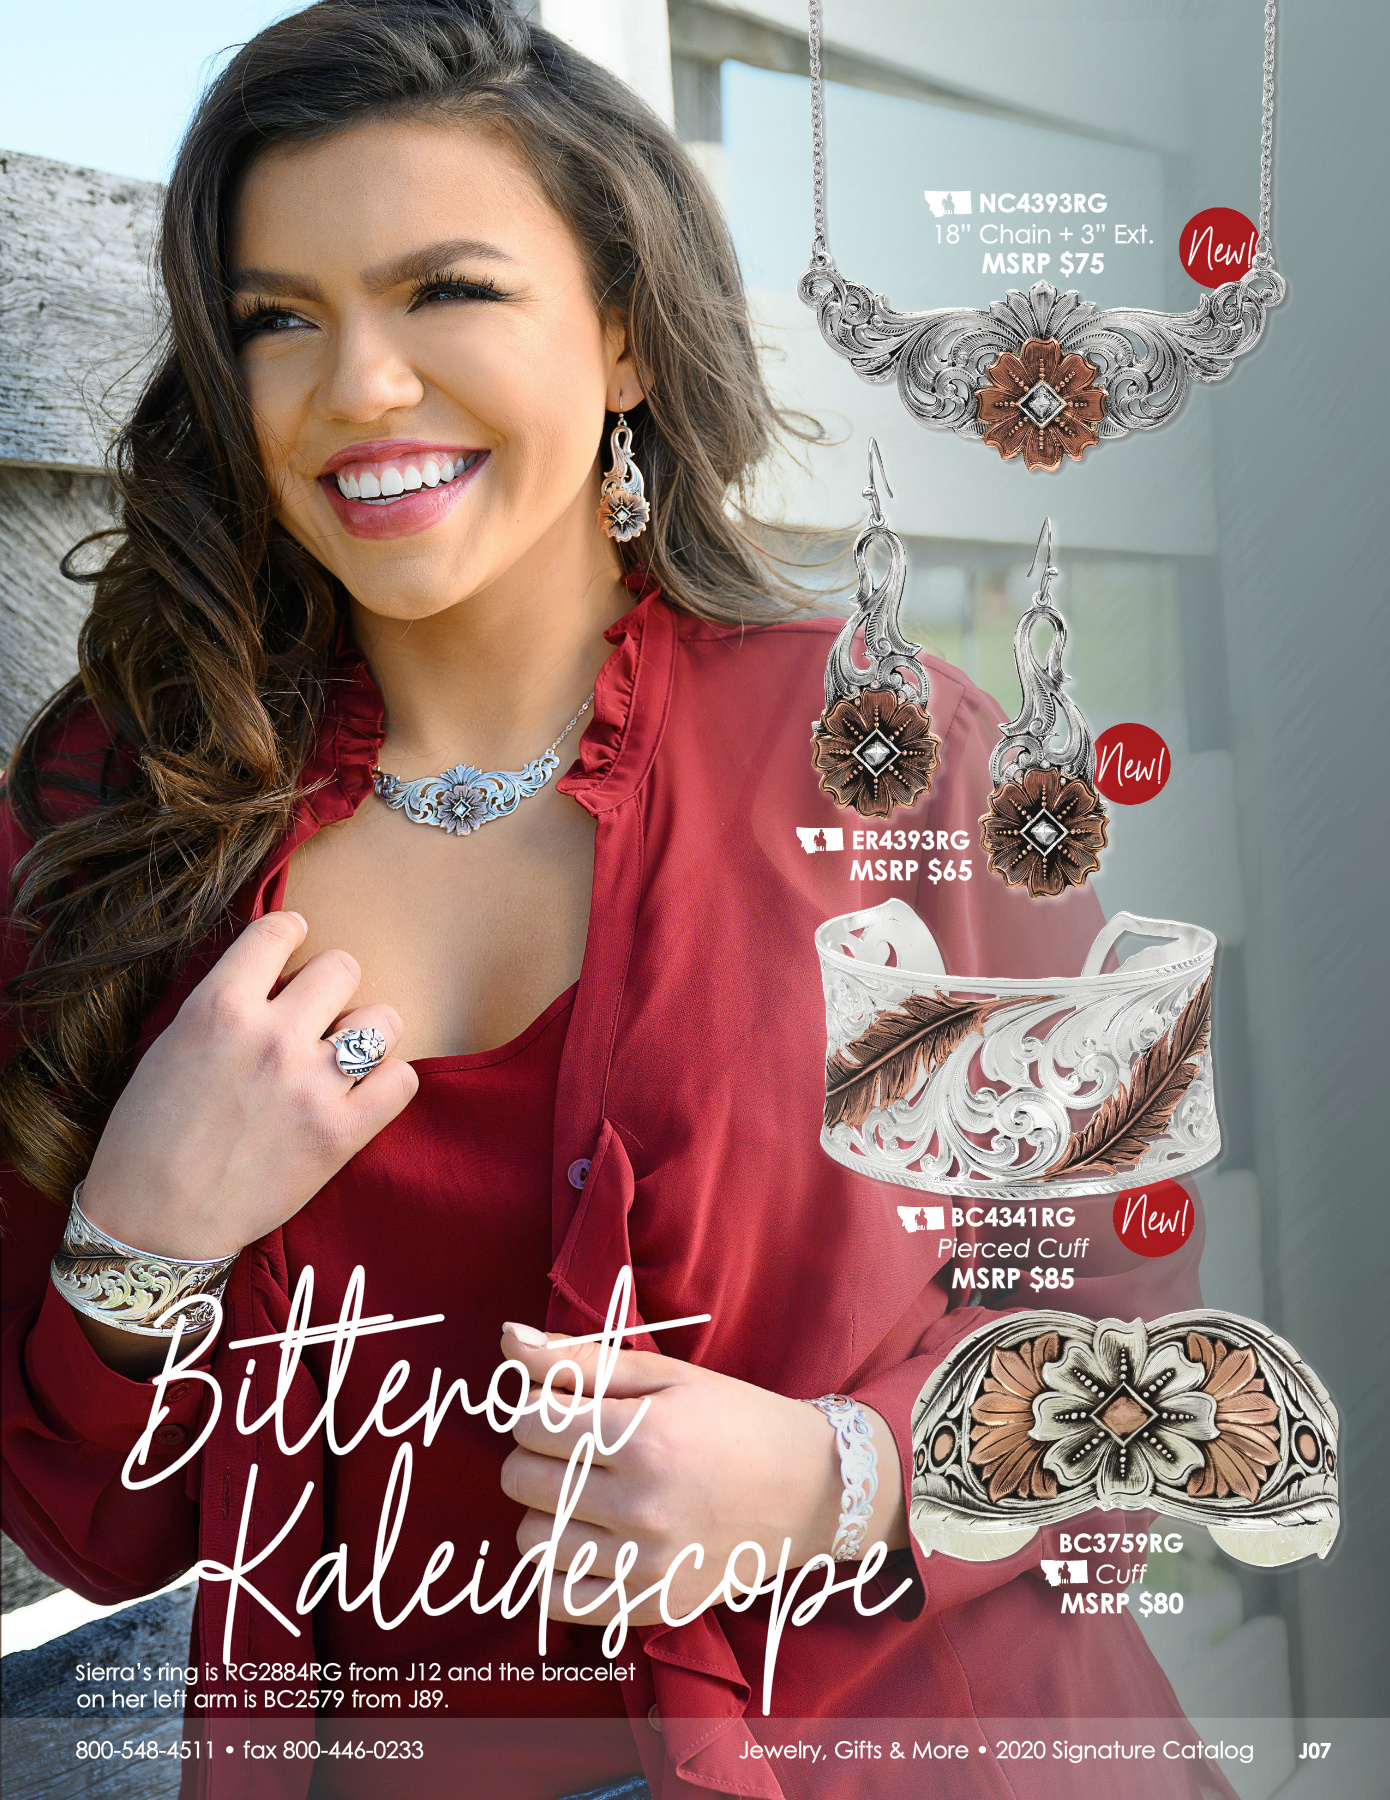 NC4393RG
18” Chain + 3” Ext.
MSRP $75
New!
New!
ER4393RG
MSRP $65
BC4341RG
Pierced Cuff
MSRP $85
New!
BC3759RG
Cuff
MSRP $80
Bitteroot
Kaleidescope
Sierra’s ring is RG2884RG from J12 and the bracelet
on her left arm is BC2579 from J89.
800-548-4511 • fax 800-446-0233
Jewelry, Gifts & More • 2020 Signature Catalog J07